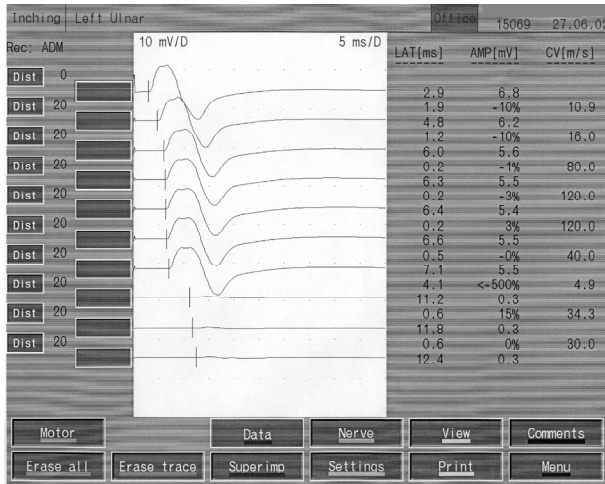 Inching Left Ulnar Office 15069 27.06.02
Rec: ADM 10 mV/D 5 ms/D LAT[ms] AMP[mV] CV[m/s]
Dist 0
2.9 6.8
Dist 20 1.9 -10% 10.9
4.8 6.2
Dist 20 1.2 -10% 16.0
6.0 5.6
Dist 20 0.2 -1% 80.0
6.3 5.5
Dist 20 0.2 -3% 120.0
6.4 5.4
Dist 20 0.2 3% 120.0
6.6 5.5
Dist 20 0.5 -0% 40.0
7.1 5.5
Dist 20 4.1 <-500% 4.9
11.2 0.3
Dist 20 0.6 15% 34.3
11.8 0.3
Dist 20 0.6 0% 30.0
12.4 0.3
Motor Data Nerve View Comments
Erase all Erase trace Superimp Settings Print Menu